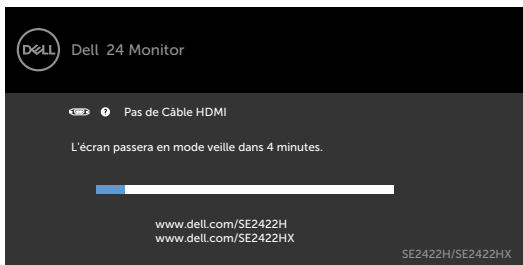 DELL
Dell 24 Monitor
Pas de Câble HDMI
L'écran passera en mode veille dans 4 minutes.
www.dell.com/SE2422H
www.dell.com/SE2422HX
SE2422H/SE2422HX